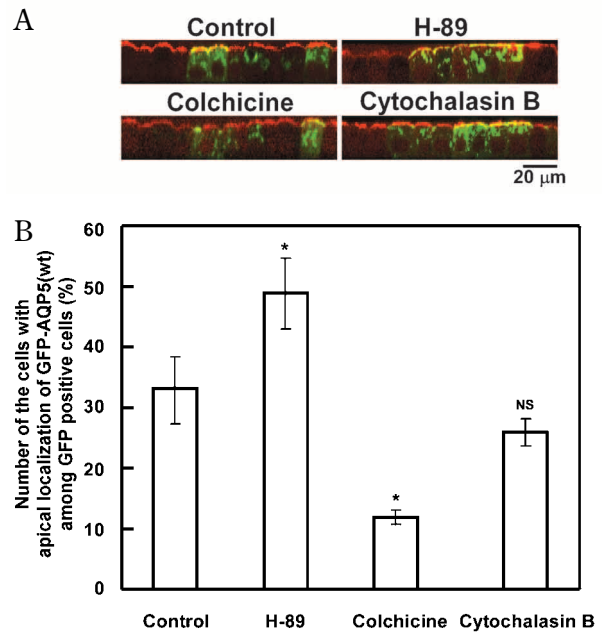 A
Control
H-89
Colchicine
Cytochalasin B
20 μm
B
Number of the cells with
apical localization of GFP-AQP5(wt)
among GFP positive cells (%)
60
50
40
30
20
10
0
*
*
NS
Control
H-89
Colchicine
Cytochalasin B